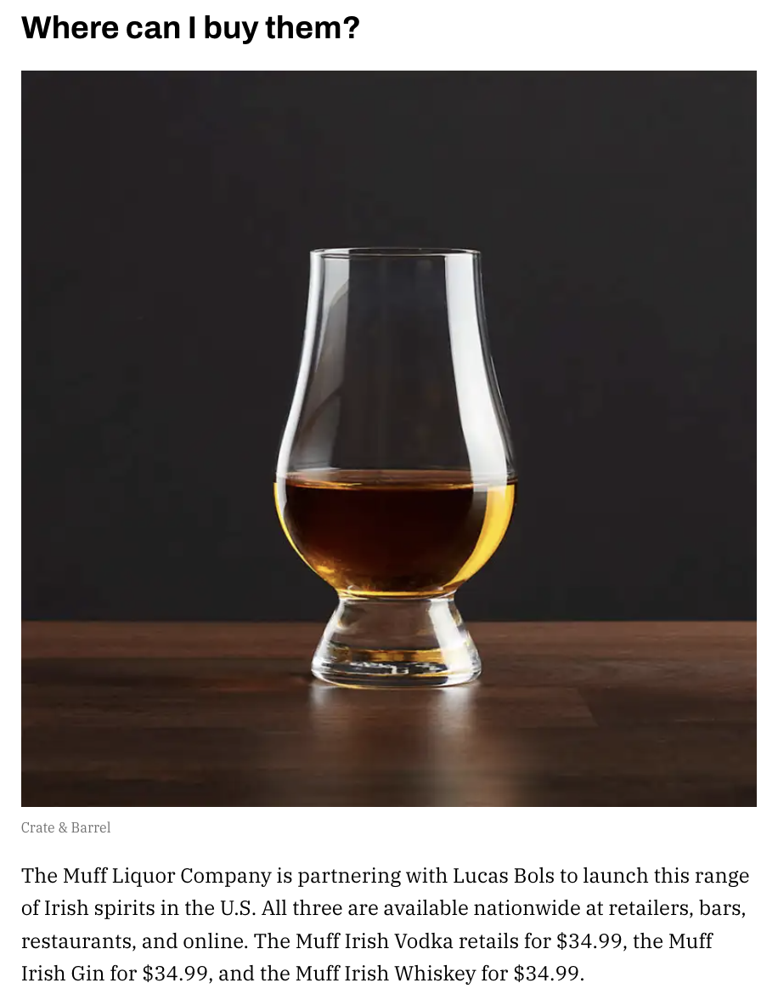 Where can I buy them?
Crate & Barrel
The Muff Liquor Company is partnering with Lucas Bols to launch this range
of Irish spirits in the U.S. All three are available nationwide at retailers, bars,
restaurants, and online. The Muff Irish Vodka retails for $34.99, the Muff
Irish Gin for $34.99, and the Muff Irish Whiskey for $34.99.